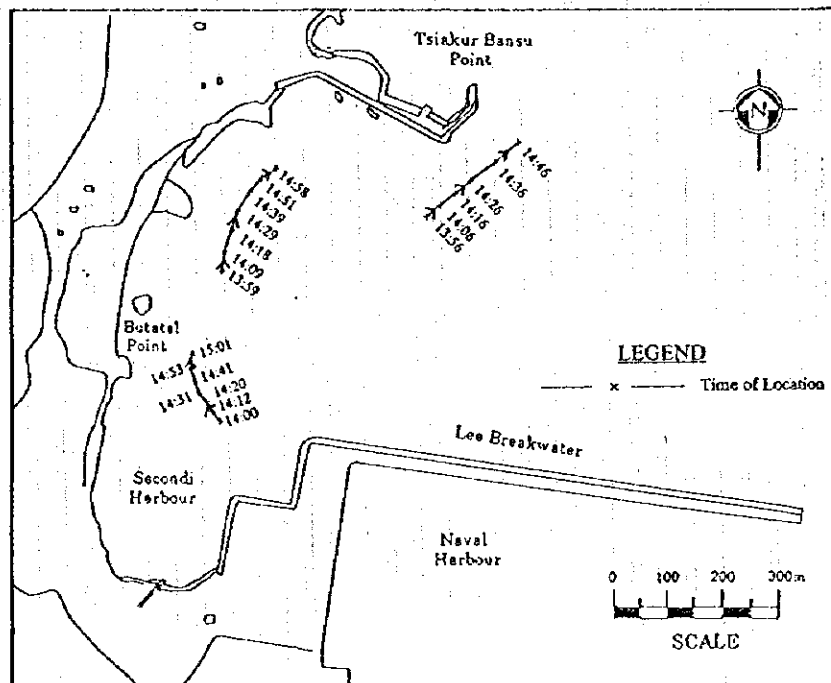 Tsiakur Bansu
Point
N
14:46
14:36
14:26
14:16
14:06
13:56
14:58
14:51
14:39
14:29
14:18
14:09
13:59
Butatal
Point
15:01
14:53
14:41
14:31
14:20
14:12
14:00
LEGEND
x Time of Location
Lee Breakwater
Secondi
Harbour
Naval
Harbour
0 100 200 300m
SCALE